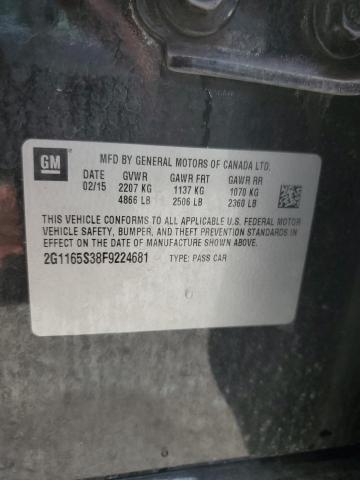 GM
MFD BY GENERAL MOTORS OF CANADA LTD.
DATE GVWR GAWR FRT GAWR RR
02/15 2207 KG 1137 KG 1070 KG
4866 LB 2506 LB 2360 LB
THIS VEHICLE CONFORMS TO ALL APPLICABLE U.S. FEDERAL MOTOR
VEHICLE SAFETY, BUMPER, AND THEFT PREVENTION STANDARDS
IN EFFECT ON THE DATE OF MANUFACTURE SHOWN ABOVE.
2G1165S38F9224681 TYPE: PASS CAR